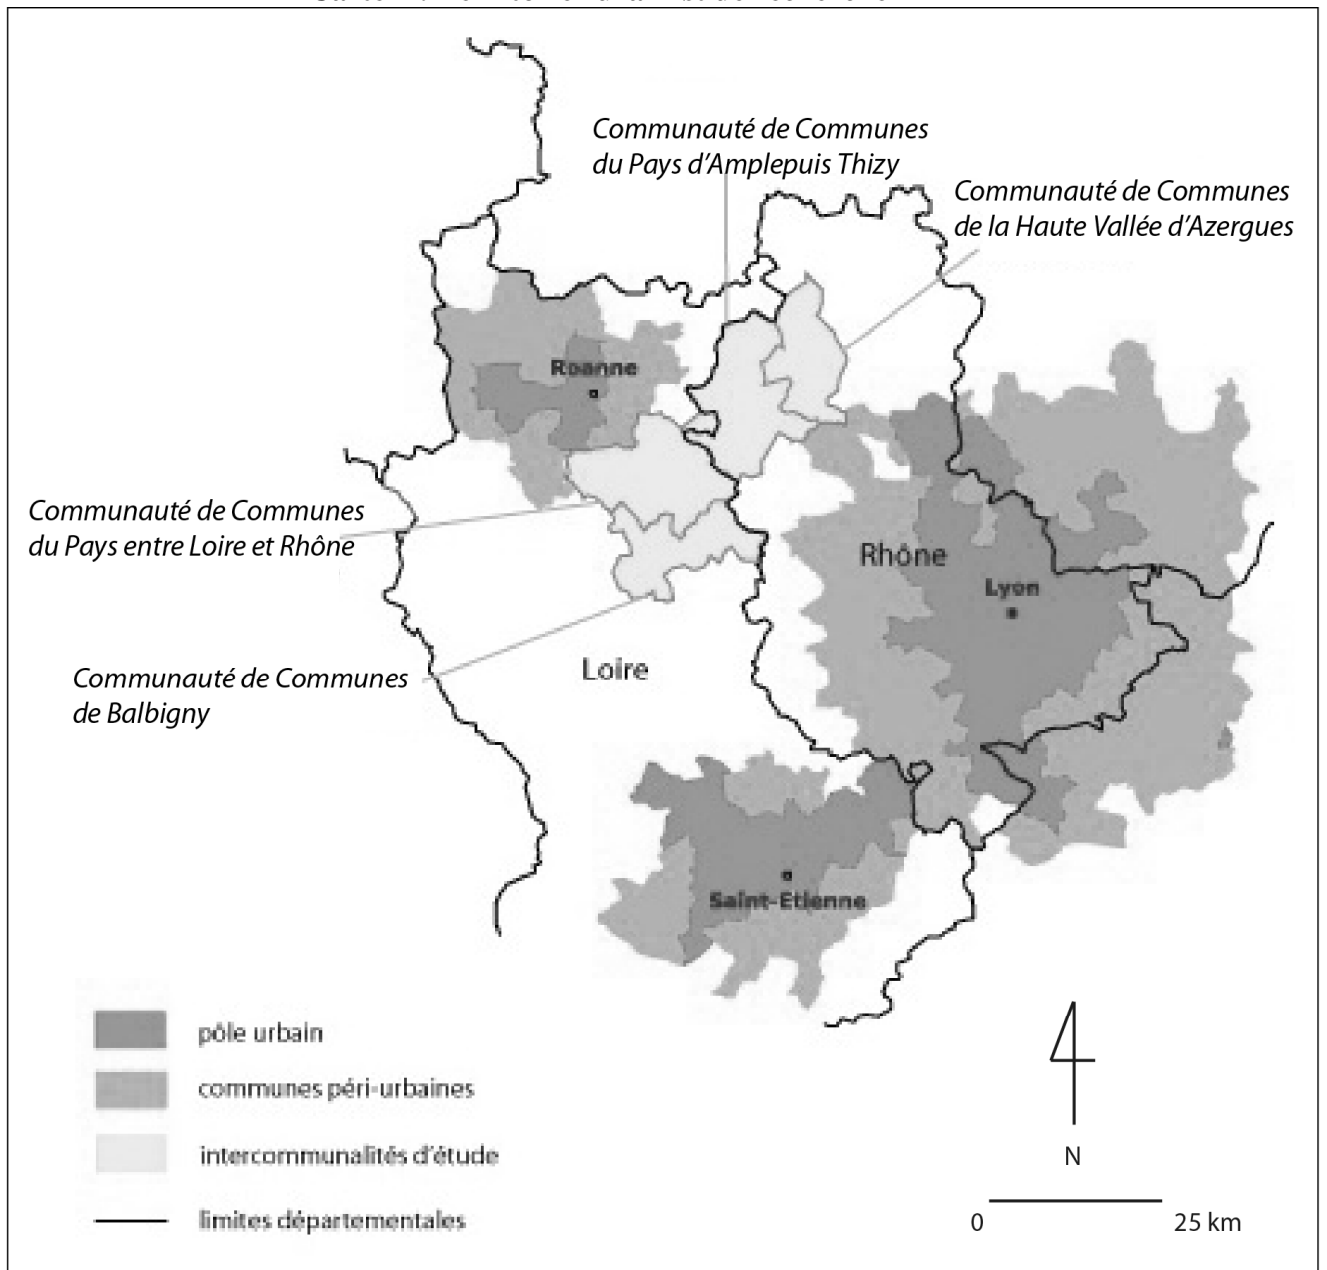 Communauté de Communes
du Pays d'Amplepuis Thizy
Communauté de Communes
de la Haute Vallée d'Azergues
Roanne
Communauté de Communes
du Pays entre Loire et Rhône
Rhône
Lyon
Loire
Communauté de Communes
de Balbigny
Saint-Etienne
pôle urbain
communes péri-urbaines
intercommunalités d'étude
limites départementales
N
0 25 km